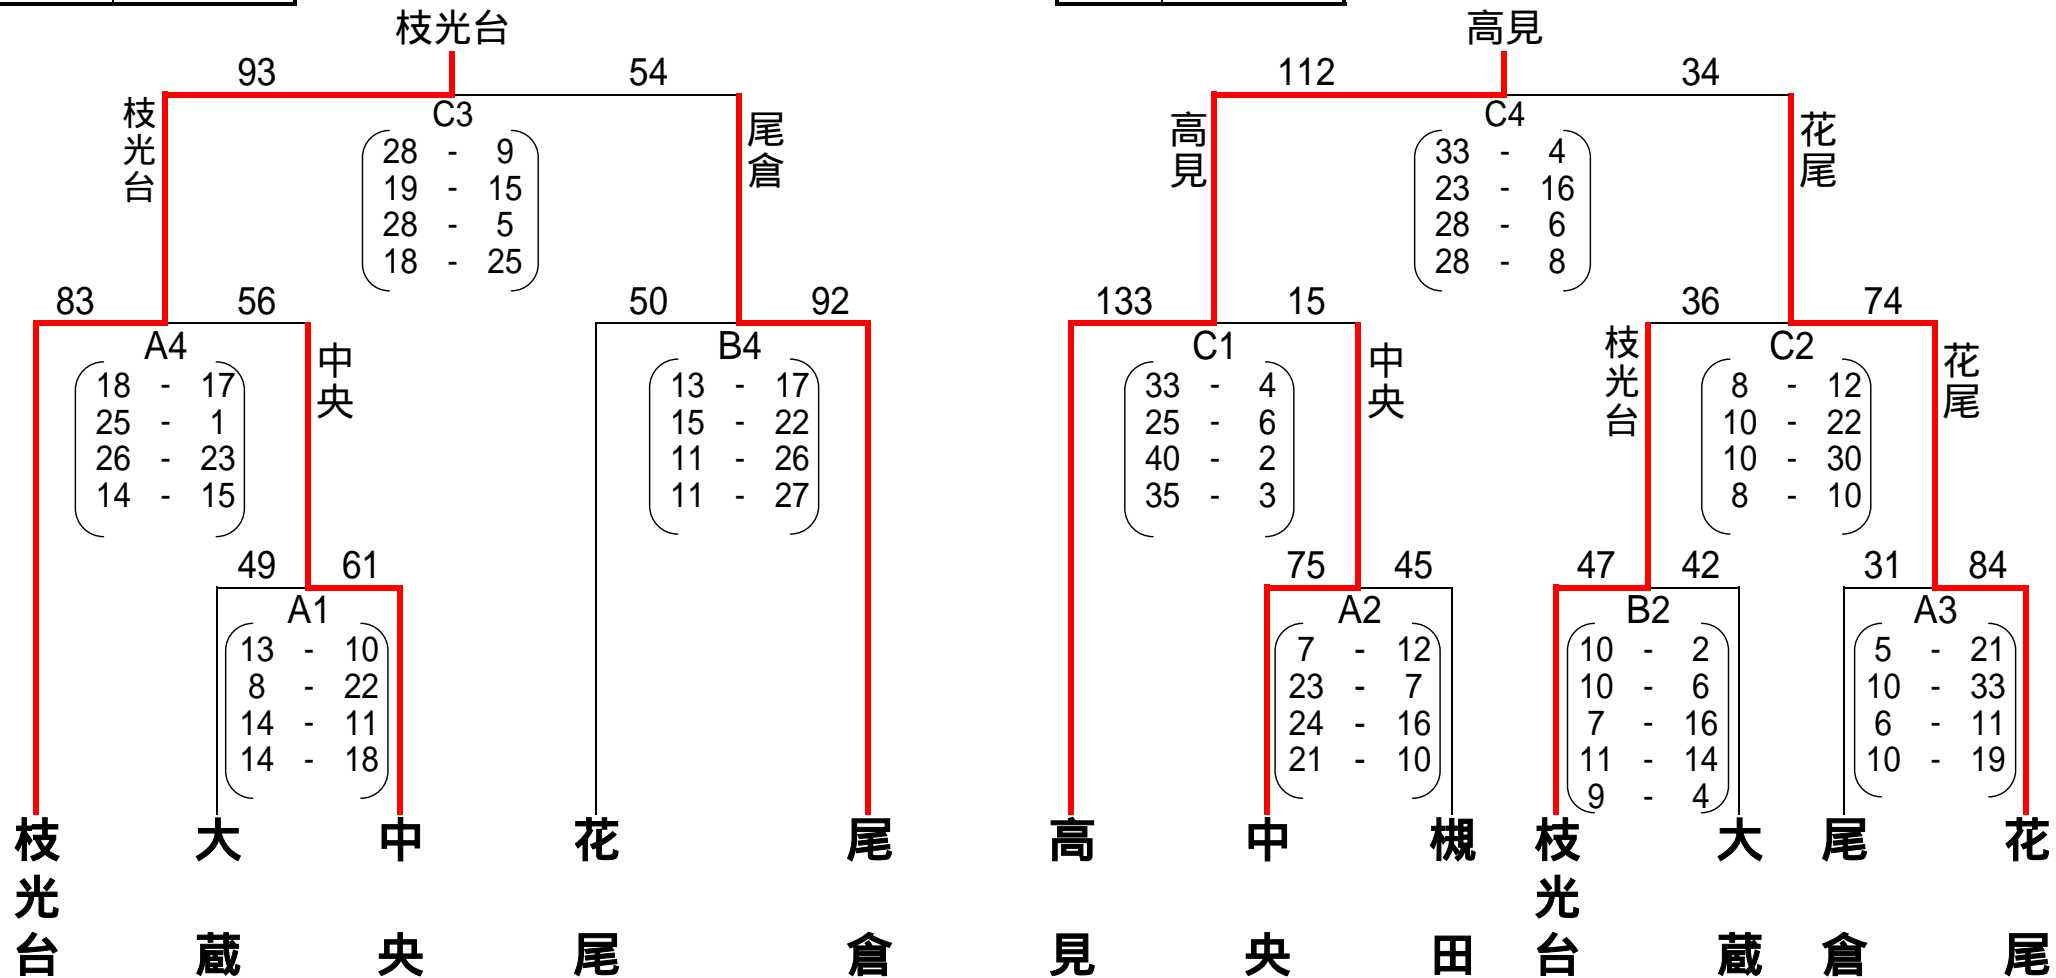 枝光台
93 54
枝光台
尾倉
C3
28 - 9
19 - 15
28 - 5
18 - 25
83 56
50 92
A4
18 - 17
25 - 1
26 - 23
14 - 15
中央
B4
13 - 17
15 - 22
11 - 26
11 - 27
49 61
A1
13 - 10
8 - 22
14 - 11
14 - 18
枝光台
大蔵
中央
花尾
尾倉
高見
112 34
高見
花尾
C4
33 - 4
23 - 16
28 - 6
28 - 8
133 15
36 74
C1
33 - 4
25 - 6
40 - 2
35 - 3
中央
枝光台
C2
8 - 12
10 - 22
10 - 30
8 - 10
花尾
75 45
47 42
31 84
A2
7 - 12
23 - 7
24 - 16
21 - 10
B2
10 - 2
10 - 6
7 - 16
11 - 14
9 - 4
A3
5 - 21
10 - 33
6 - 11
10 - 19
高見
中央
槻田
枝光台
大蔵
尾倉
花尾